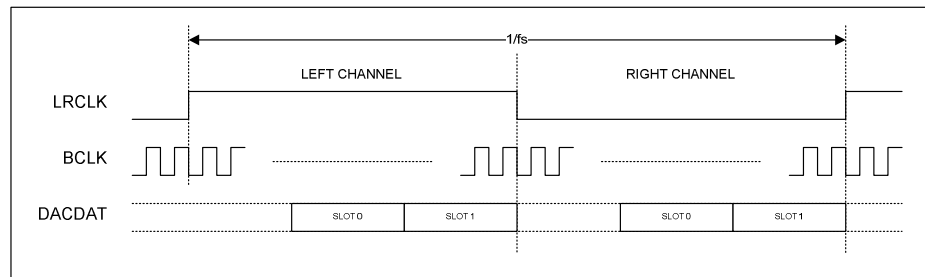 1/fs
LEFT CHANNEL RIGHT CHANNEL
LRCLK
BCLK
DACDAT
SLOT 0 SLOT 1 SLOT 0 SLOT 1